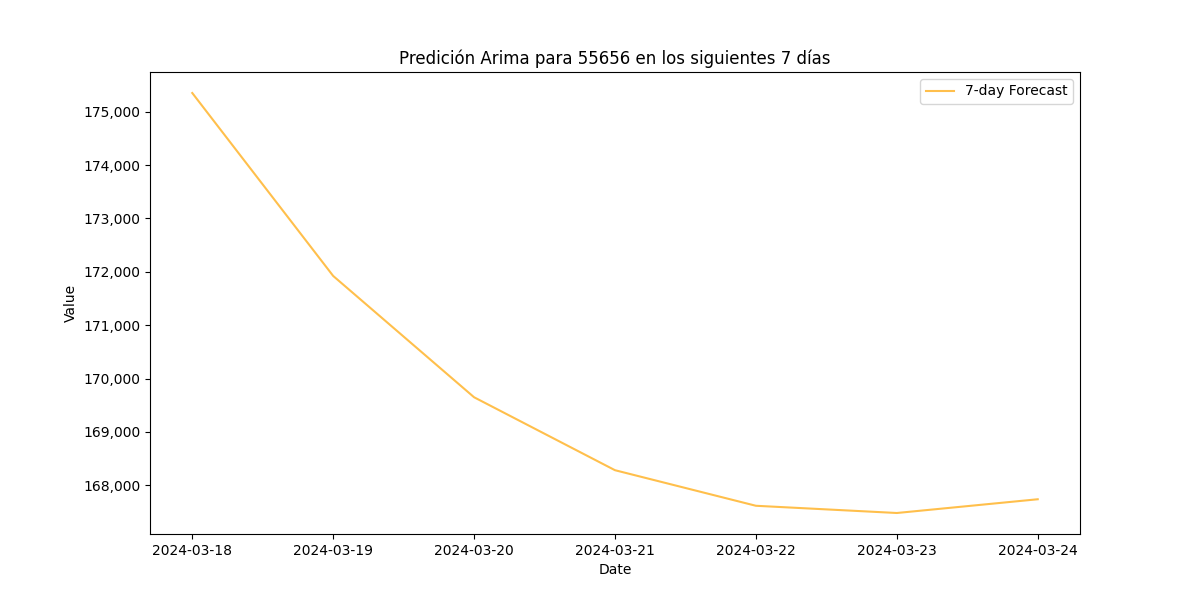 Predición Arima para 55656 en los siguientes 7 días
7-day Forecast
175,000
174,000
173,000
172,000
171,000
170,000
169,000
168,000
Value
2024-03-18 2024-03-19 2024-03-20 2024-03-21 2024-03-22 2024-03-23 2024-03-24
Date